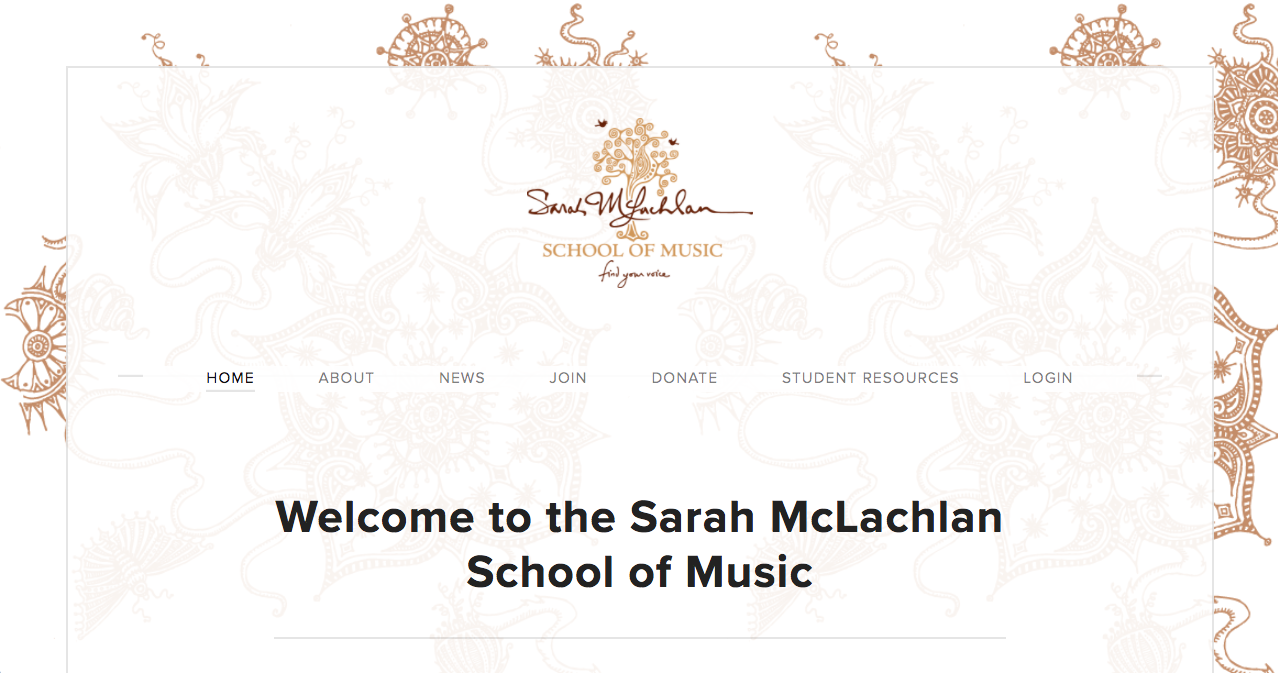 Sarah McLachlan
SCHOOL OF MUSIC
find your voice
HOME ABOUT NEWS JOIN DONATE STUDENT RESOURCES LOGIN
Welcome to the Sarah McLachlan
School of Music